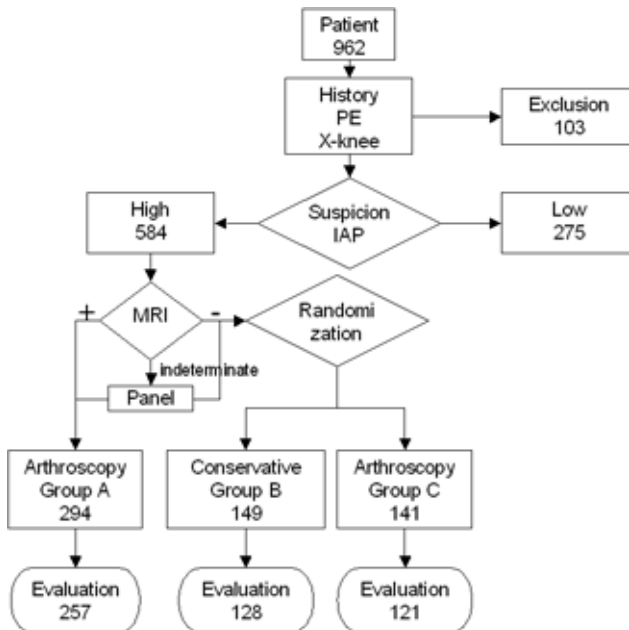 Patient
962
History
PE
X-knee
Exclusion
103
Suspicion
IAP
High
584
Low
275
+
MRI
-
Randomi
zation
indeterminate
Panel
Arthroscopy
Group A
294
Conservative
Group B
149
Arthroscopy
Group C
141
Evaluation
257
Evaluation
128
Evaluation
121